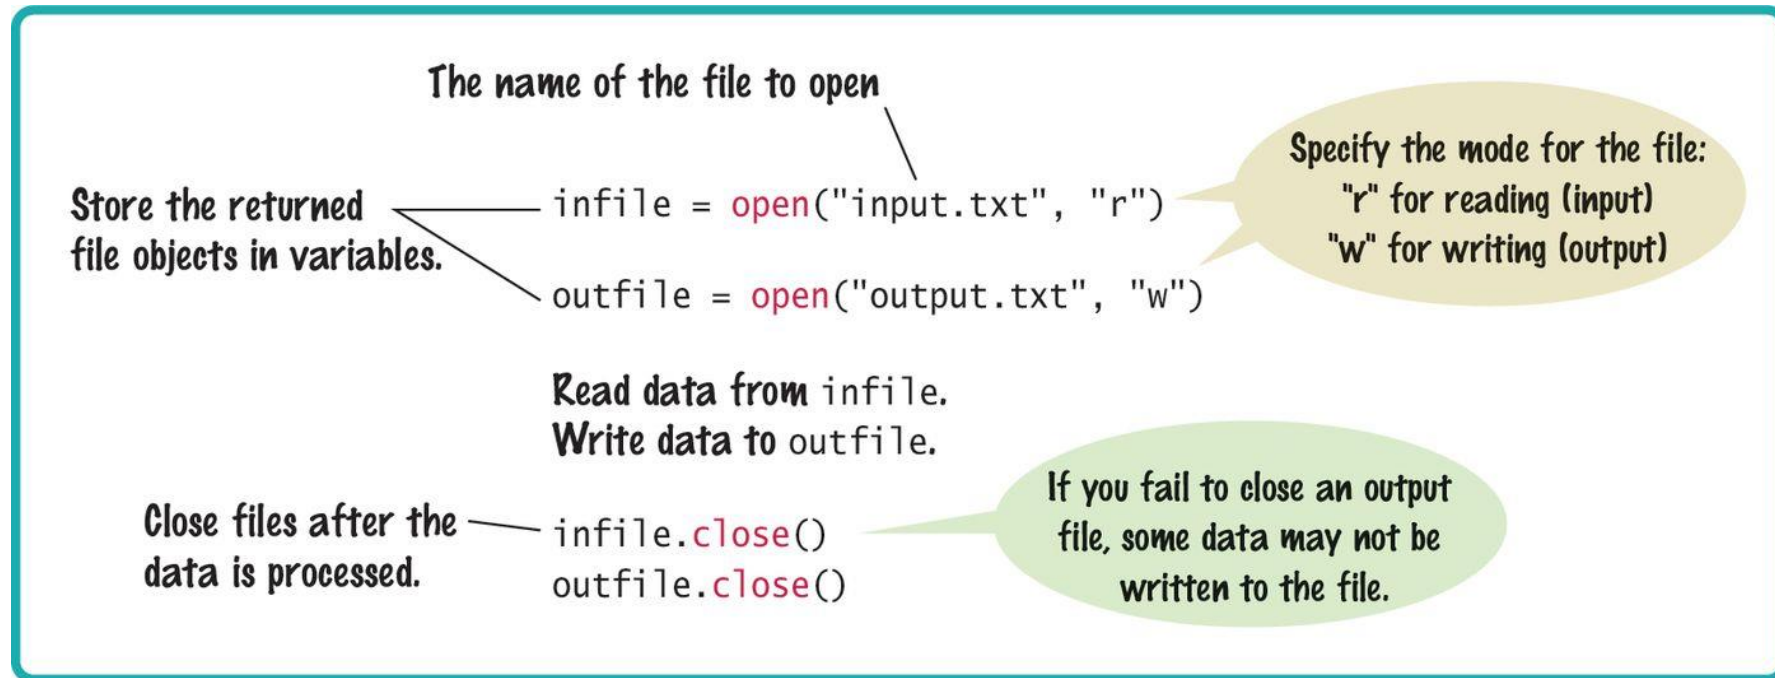 The name of the file to open
Specify the mode for the file:
"r" for reading (input)
"w" for writing (output)
Store the returned
file objects in variables.
infile = open("input.txt", "r")
outfile = open("output.txt", "w")
Read data from infile.
Write data to outfile.
Close files after the
data is processed.
infile.close()
outfile.close()
If you fail to close an output
file, some data may not be
written to the file.